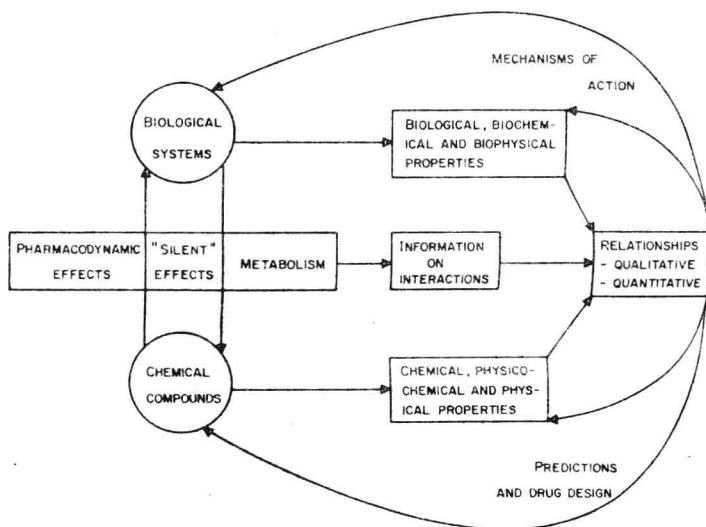 MECHANISMS OF
ACTION
BIOLOGICAL
SYSTEMS
BIOLOGICAL, BIOCHEM-
ICAL AND BIOPHYSICAL
PROPERTIES
PHARMACODYNAMIC
EFFECTS
"SILENT"
EFFECTS
METABOLISM
INFORMATION
ON
INTERACTIONS
RELATIONSHIPS
- QUALITATIVE
- QUANTITATIVE
CHEMICAL
COMPOUNDS
CHEMICAL, PHYSICO-
CHEMICAL AND PHYS-
ICAL PROPERTIES
PREDICTIONS
AND DRUG DESIGN